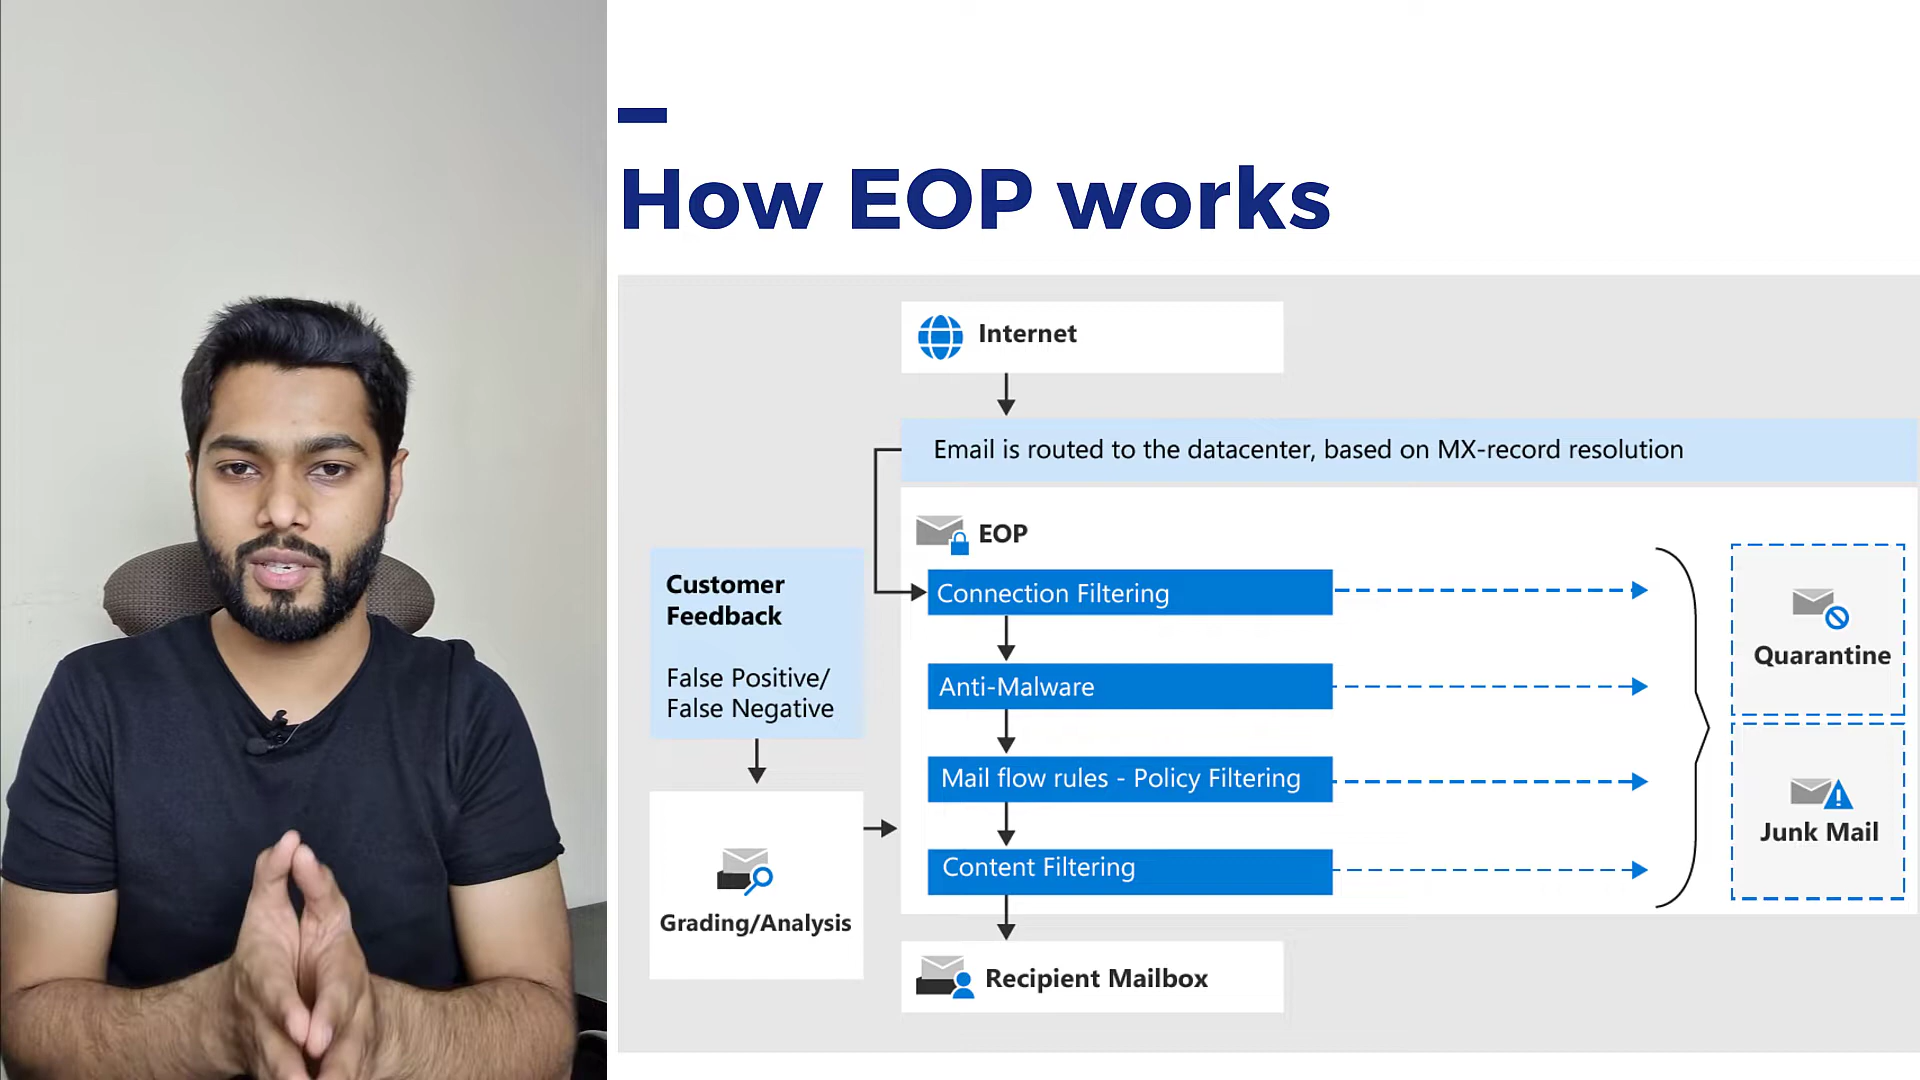 How EOP works
Internet
Email is routed to the datacenter, based on MX-record resolution
EOP
Connection Filtering
Anti-Malware
Mail flow rules - Policy Filtering
Content Filtering
Recipient Mailbox
Customer
Feedback
False Positive/
False Negative
Grading/Analysis
Quarantine
Junk Mail